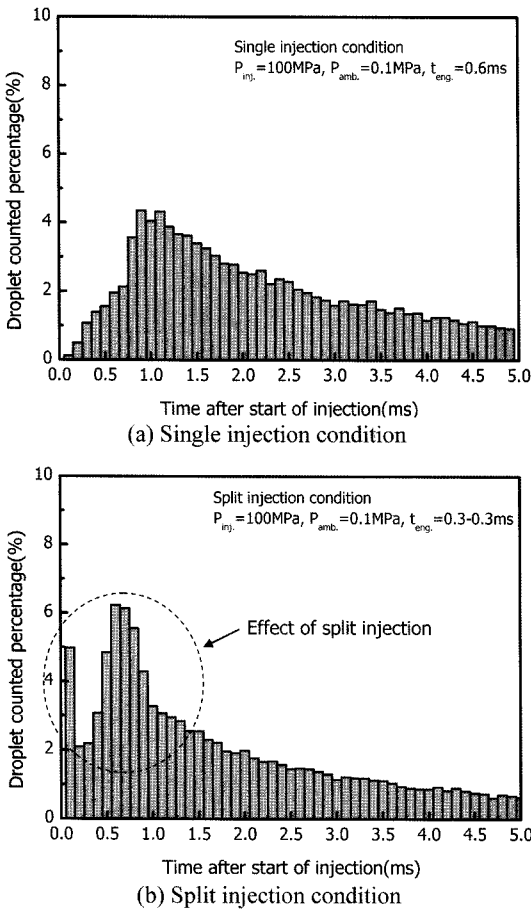 10
8
6
4
2
0
Droplet counted percentage(%)
Single injection condition
P_inj.=100MPa, P_amb.=0.1MPa, t_eng.=0.6ms
0.0 0.5 1.0 1.5 2.0 2.5 3.0 3.5 4.0 4.5 5.0
Time after start of injection(ms)
(a) Single injection condition
10
8
6
4
2
0
Droplet counted percentage(%)
Split injection condition
P_inj.=100MPa, P_amb.=0.1MPa, t_eng.=0.3-0.3ms
Effect of split injection
0.0 0.5 1.0 1.5 2.0 2.5 3.0 3.5 4.0 4.5 5.0
Time after start of injection(ms)
(b) Split injection condition